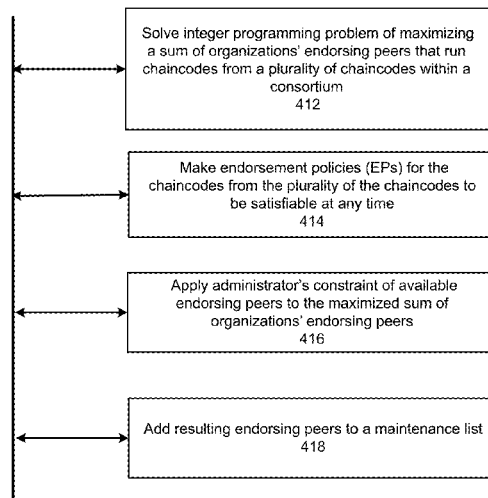 Solve integer programming problem of maximizing
a sum of organizations' endorsing peers that run
chaincodes from a plurality of chaincodes within a
consortium
412
Make endorsement policies (EPs) for the
chaincodes from the plurality of the chaincodes to
be satisfiable at any time
414
Apply administrator's constraint of available
endorsing peers to the maximized sum of
organizations' endorsing peers
416
Add resulting endorsing peers to a maintenance list
418